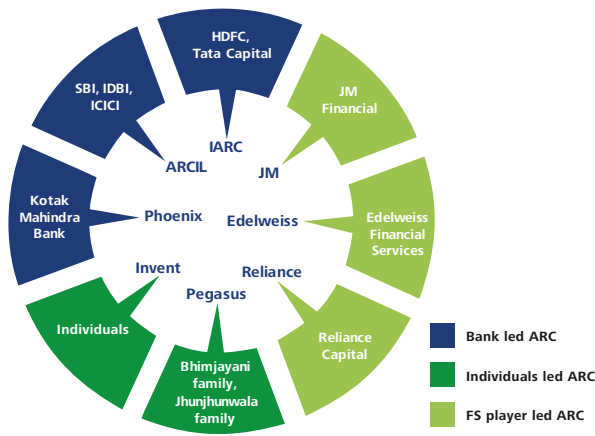 HDFC,
Tata Capital
JM
Financial
SBI, IDBI,
ICICI
IARC
ARCIL
JM
Kotak
Mahindra
Bank
Phoenix
Edelweiss
Edelweiss
Financial
Services
Invent
Reliance
Pegasus
Individuals
Reliance
Capital
Bhimjayani
family,
Jhunjhunwala
family
Bank led ARC
Individuals led ARC
FS player led ARC